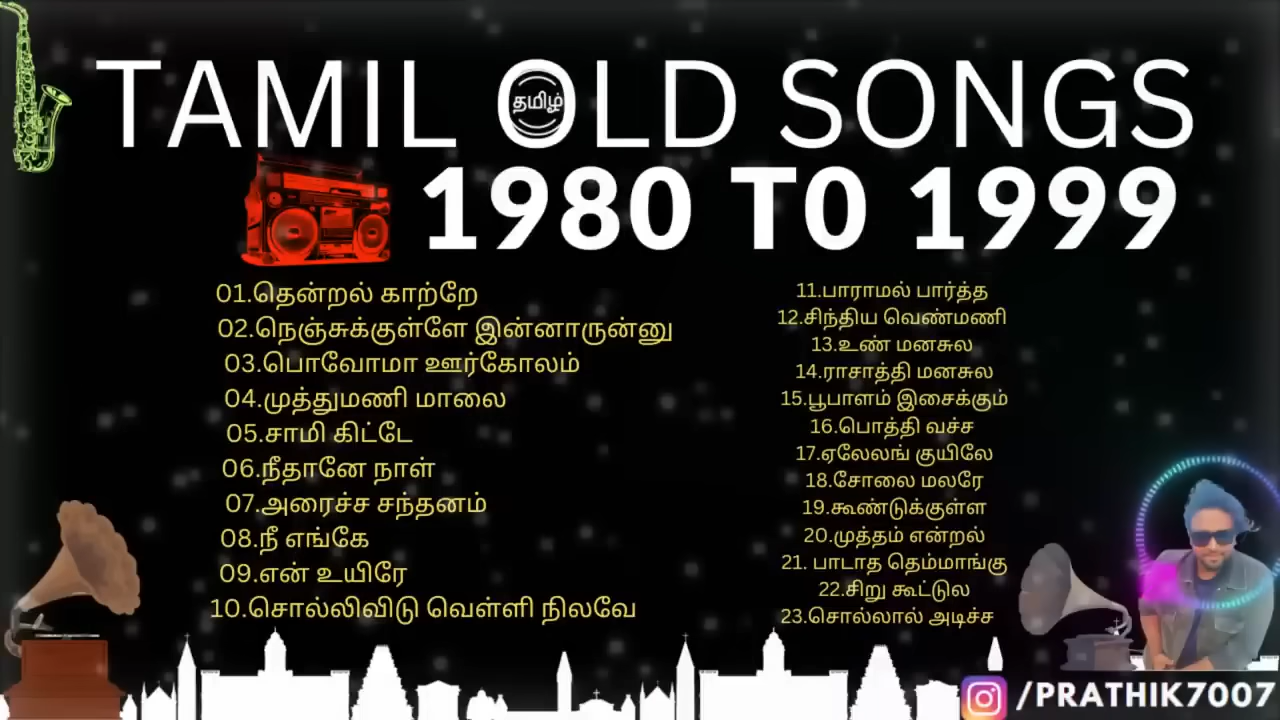 TAMIL OLD SONGS
தமிழ்
1980 TO 1999
01.தென்றல் காற்றே
02.நெஞ்சுக்குள்ளே இன்னாருன்னு
03.பொவோமா ஊர்கோலம்
04.முத்துமணி மாலை
05.சாமி கிட்டே
06.நீதானே நாள்
07.அரைச்ச சந்தனம்
08.நீ எங்கே
09.என் உயிரே
10.சொல்லிவிடு வெள்ளி நிலவே
11.பாராமல் பார்த்த
12.சிந்திய வெண்மணி
13.உண் மனசுல
14.ராசாத்தி மனசுல
15.பூபாளம் இசைக்கும்
16.பொத்தி வச்ச
17.ஏலேலங் குயிலே
18.சோலை மலரே
19.கூண்டுக்குள்ள
20.முத்தம் என்றல்
21. பாடாத தெம்மாங்கு
22.சிறு கூட்டுல
23.சொல்லால் அடிச்ச
/PRATHIK7007